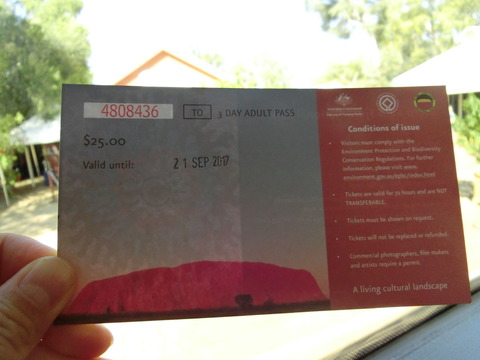 4808436 TO 3 DAY ADULT PASS
$25.00
Valid until: 21 SEP 2017
Conditions of issue
Visitors must comply with the
Environment Protection and Biodiversity
Conservation Regulations. For further
information, please visit www.
environment.gov.au/epbc/index.html
Tickets are valid for 72 hours and are NOT
TRANSFERABLE.
Tickets must be shown on request.
Tickets will not be replaced or refunded
Commercial photographers, film makers
and artists require a permit.
A living cultural landscape